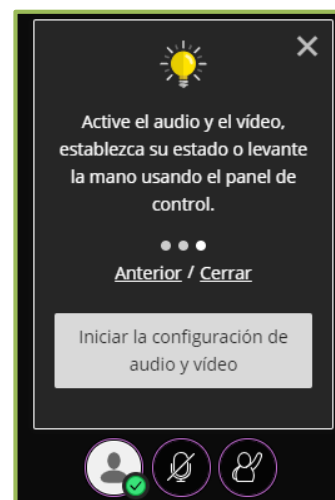 Active el audio y el vídeo,
establezca su estado o levante
la mano usando el panel de
control.
Anterior / Cerrar
Iniciar la configuración de
audio y vídeo